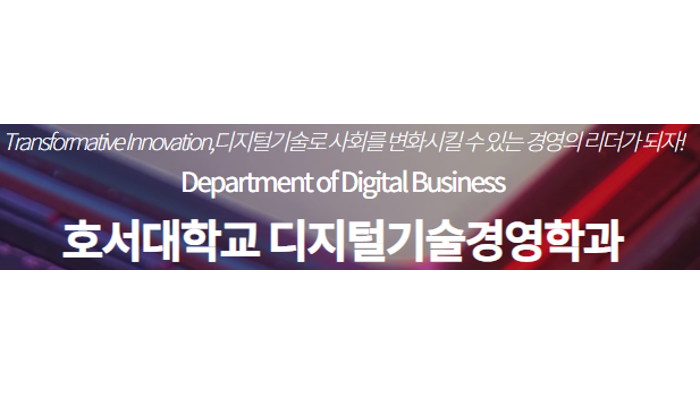 Transformative Innovation,디지털기술로 사회를 변화시킬 수 있는 경영의 리더가 되자!
Department of Digital Business
호서대학교 디지털기술경영학과